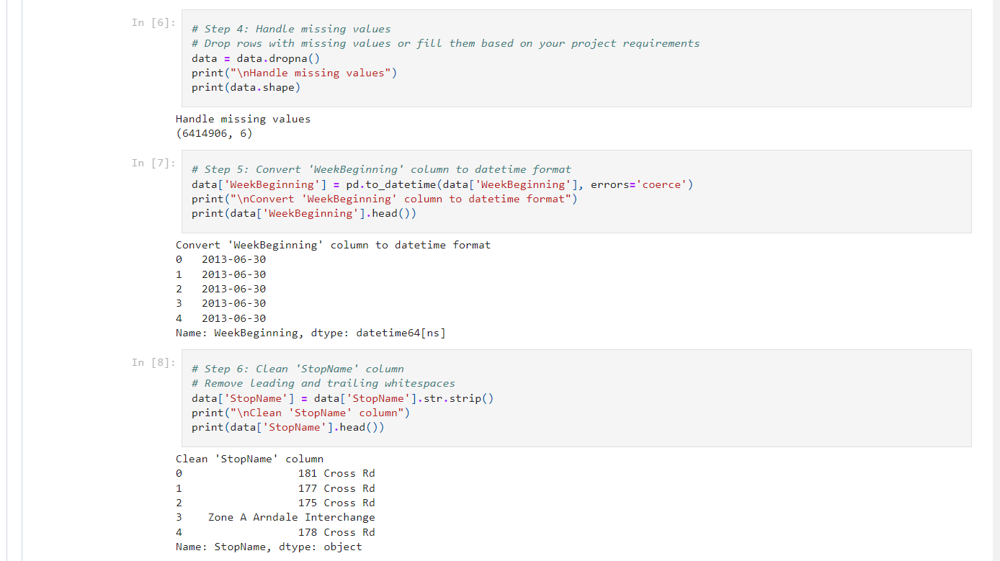 In [6]:
# Step 4: Handle missing values
# Drop rows with missing values or fill them based on your project requirements
data = data.dropna()
print("\nHandle missing values")
print(data.shape)
Handle missing values
(6414906, 6)
In [7]:
# Step 5: Convert 'WeekBeginning' column to datetime format
data['WeekBeginning'] = pd.to_datetime(data['WeekBeginning'], errors='coerce')
print("\nConvert 'WeekBeginning' column to datetime format")
print(data['WeekBeginning'].head())
Convert 'WeekBeginning' column to datetime format
0   2013-06-30
1   2013-06-30
2   2013-06-30
3   2013-06-30
4   2013-06-30
Name: WeekBeginning, dtype: datetime64[ns]
In [8]:
# Step 6: Clean 'StopName' column
# Remove leading and trailing whitespaces
data['StopName'] = data['StopName'].str.strip()
print("\nClean 'StopName' column")
print(data['StopName'].head())
Clean 'StopName' column
0                  181 Cross Rd
1                  177 Cross Rd
2                  175 Cross Rd
3    Zone A Arndale Interchange
4                  178 Cross Rd
Name: StopName, dtype: object